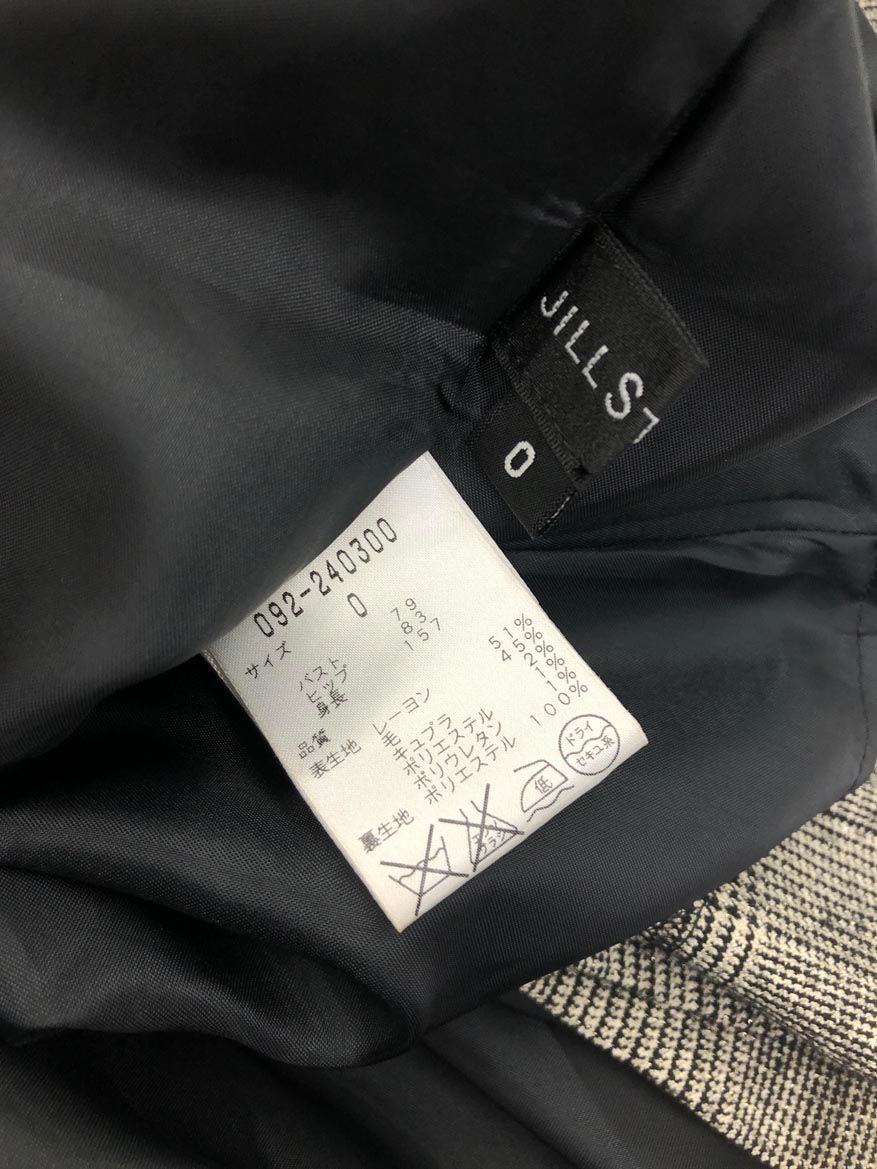 JILLST
0
092-240300
サイズ 0
バスト 79
ヒップ 83
身長 157
品質
表生地 レーヨン 51%
毛 45%
キュプラ 2%
ポリエステル 1%
ポリウレタン 1%
裏生地 ポリエステル 100%
低
ドライ
セキユ系